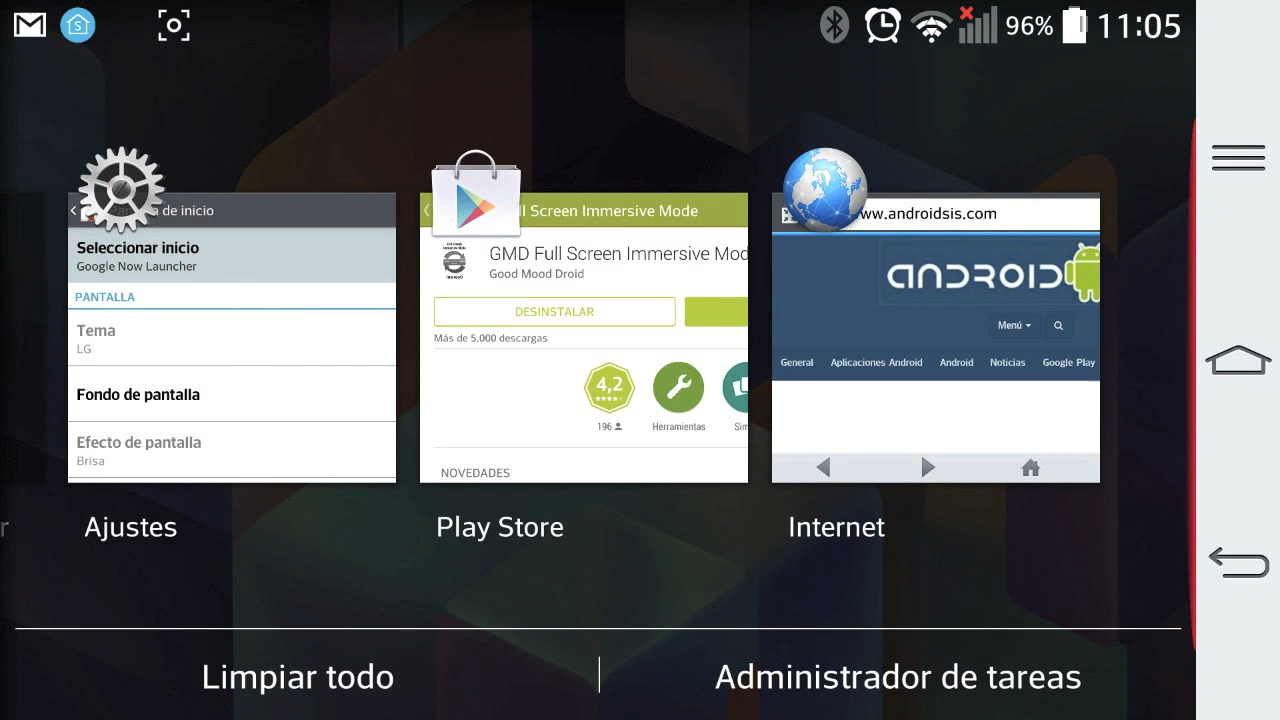 96% 11:05
de inicio
Seleccionar inicio
Google Now Launcher
PANTALLA
Tema
LG
Fondo de pantalla
Efecto de pantalla
Brisa
ll Screen Immersive Mode
GMD Full Screen Immersive Mod
Good Mood Droid
DESINSTALAR
Más de 5.000 descargas
4,2
196
Herramientas
Sim
NOVEDADES
ww.androidsis.com
ANDROID
Menú
General Aplicaciones Android Android Noticias Google Play
r
Ajustes
Play Store
Internet
Limpiar todo
Administrador de tareas